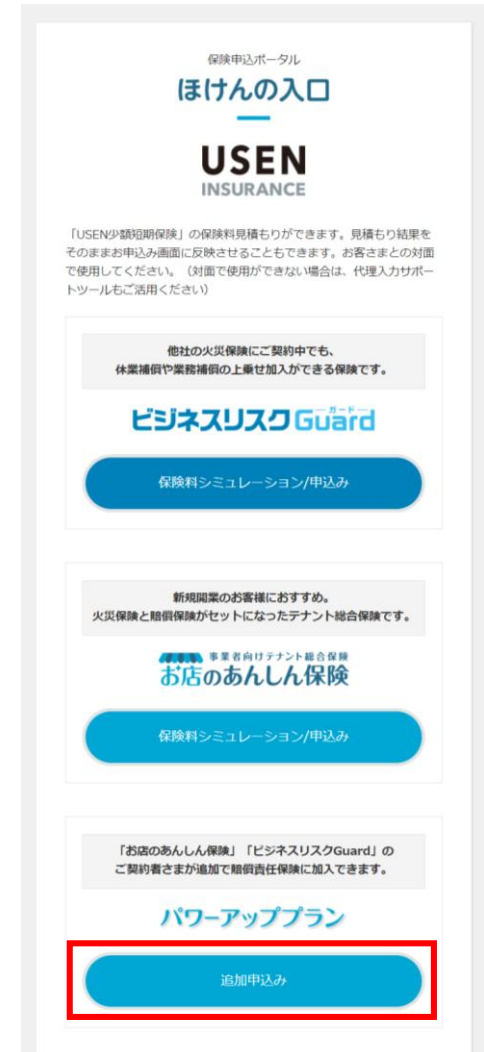 保険申込ポータル
ほけんの入口
USEN
INSURANCE
「USEN少額短期保険」の保険料見積もりができます。見積もり結果を
そのままお申込み画面に反映させることもできます。お客さまとの対面
で使用してください。（対面で使用ができない場合は、代理入力サポー
トツールもご活用ください）
他社の火災保険にご契約中でも、
休業補償や業務補償の上乗せ加入ができる保険です。
ガード
ビジネスリスクGuard
保険料シミュレーション/申込み
新規開業のお客様におすすめ。
火災保険と賠償保険がセットになったテナント総合保険です。
事業者向けテナント総合保険
お店のあんしん保険
保険料シミュレーション/申込み
「お店のあんしん保険」「ビジネスリスクGuard」の
ご契約者さまが追加で賠償責任保険に加入できます。
パワーアッププラン
追加申込み